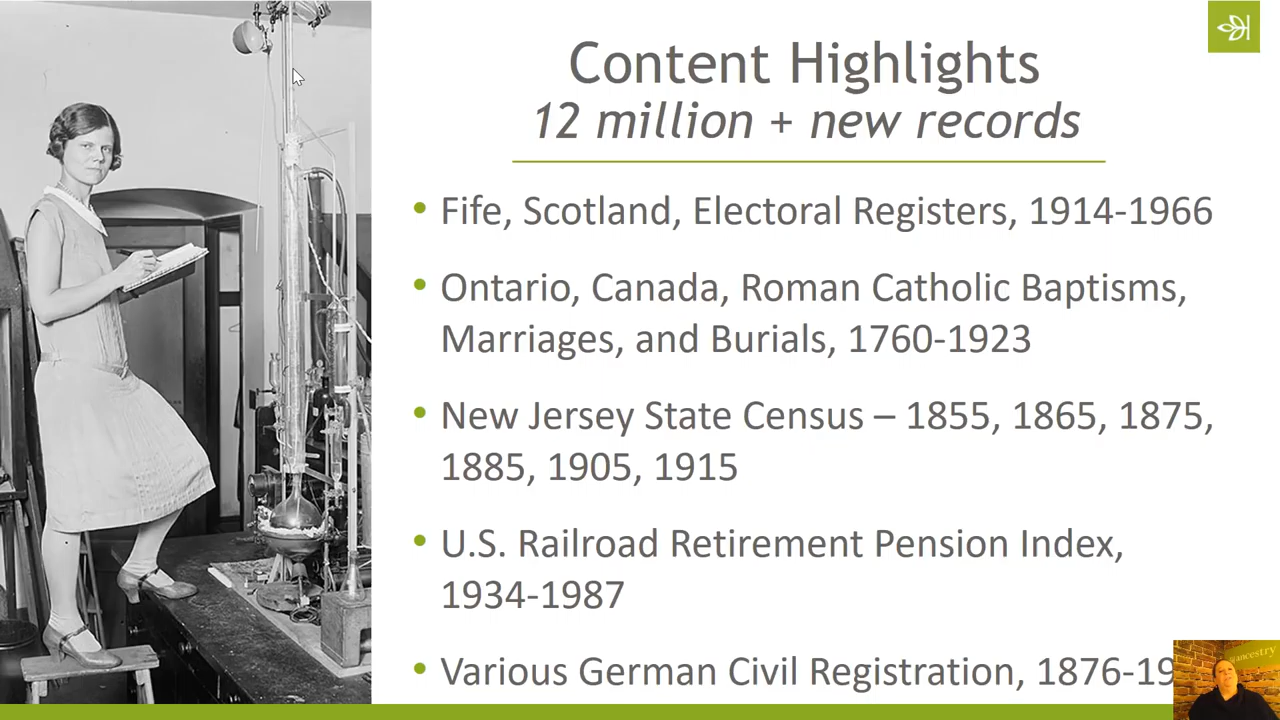 Content Highlights
12 million + new records
• Fife, Scotland, Electoral Registers, 1914-1966
• Ontario, Canada, Roman Catholic Baptisms,
Marriages, and Burials, 1760-1923
• New Jersey State Census – 1855, 1865, 1875,
1885, 1905, 1915
• U.S. Railroad Retirement Pension Index,
1934-1987
• Various German Civil Registration, 1876-19
ancestry